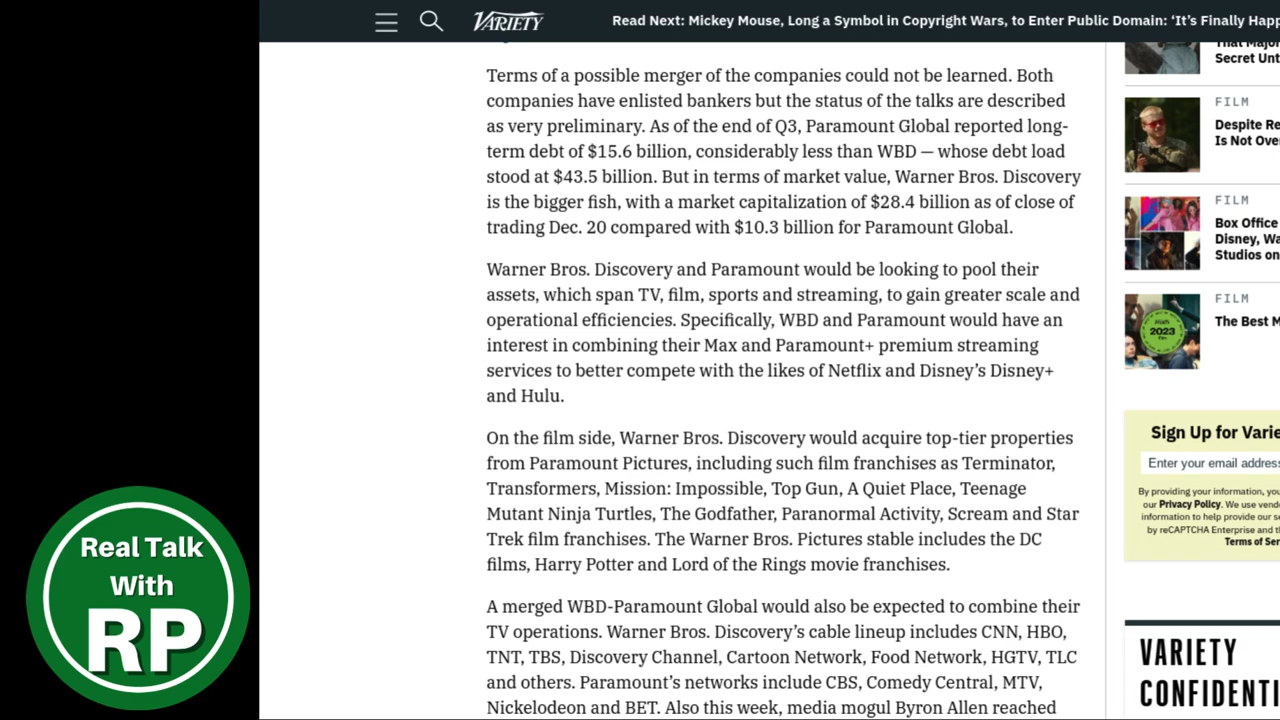 VARIETY
Read Next: Mickey Mouse, Long a Symbol in Copyright Wars, to Enter Public Domain: ‘It’s Finally
Terms of a possible merger of the companies could not be learned. Both
companies have enlisted bankers but the status of the talks are described
as very preliminary. As of the end of Q3, Paramount Global reported long-
term debt of $15.6 billion, considerably less than WBD — whose debt load
stood at $43.5 billion. But in terms of market value, Warner Bros. Discovery
is the bigger fish, with a market capitalization of $28.4 billion as of close of
trading Dec. 20 compared with $10.3 billion for Paramount Global.
Warner Bros. Discovery and Paramount would be looking to pool their
assets, which span TV, film, sports and streaming, to gain greater scale and
operational efficiencies. Specifically, WBD and Paramount would have an
interest in combining their Max and Paramount+ premium streaming
services to better compete with the likes of Netflix and Disney’s Disney+
and Hulu.
On the film side, Warner Bros. Discovery would acquire top-tier properties
from Paramount Pictures, including such film franchises as Terminator,
Transformers, Mission: Impossible, Top Gun, A Quiet Place, Teenage
Mutant Ninja Turtles, The Godfather, Paranormal Activity, Scream and Star
Trek film franchises. The Warner Bros. Pictures stable includes the DC
films, Harry Potter and Lord of the Rings movie franchises.
A merged WBD-Paramount Global would also be expected to combine their
TV operations. Warner Bros. Discovery’s cable lineup includes CNN, HBO,
TNT, TBS, Discovery Channel, Cartoon Network, Food Network, HGTV, TLC
and others. Paramount’s networks include CBS, Comedy Central, MTV,
Nickelodeon and BET. Also this week, media mogul Byron Allen reached
That Major
Secret
FILM
Despite
Is Not
FILM
Box Office
Disney,
Studios on
FILM
The Best
2023
Sign Up for
Enter your email
By providing your information,
our Privacy Policy. We use
information to help provide our
by reCAPTCHA Enterprise and
Terms of
VARIETY
Real Talk
With
RP